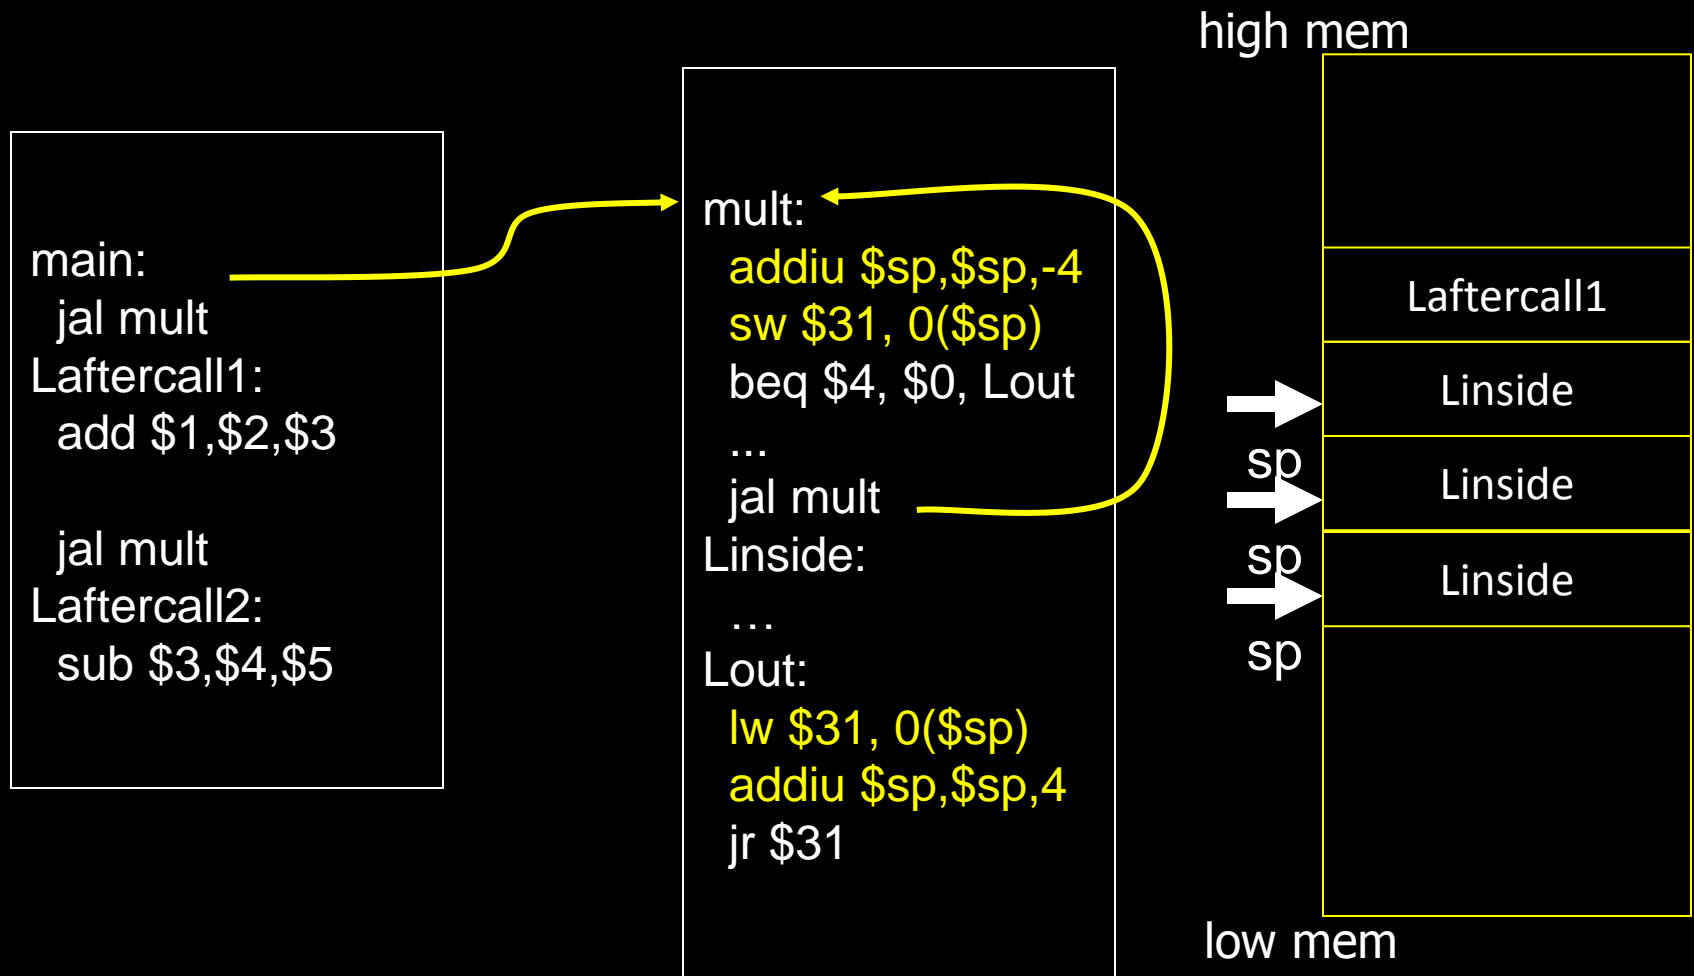 main:
jal mult
Laftercall1:
add $1,$2,$3
jal mult
Laftercall2:
sub $3,$4,$5
mult:
addiu $sp,$sp,-4
sw $31, 0($sp)
beq $4, $0, Lout
...
jal mult
Linside:
…
Lout:
lw $31, 0($sp)
addiu $sp,$sp,4
jr $31
high mem
Laftercall1
Linside
sp
Linside
sp
Linside
sp
low mem